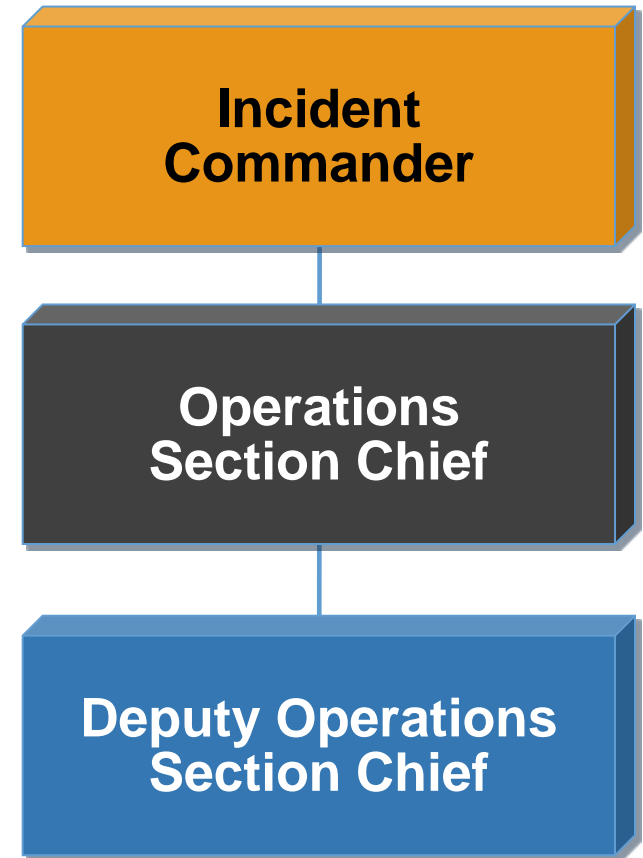 Incident
Commander
Operations
Section Chief
Deputy Operations
Section Chief